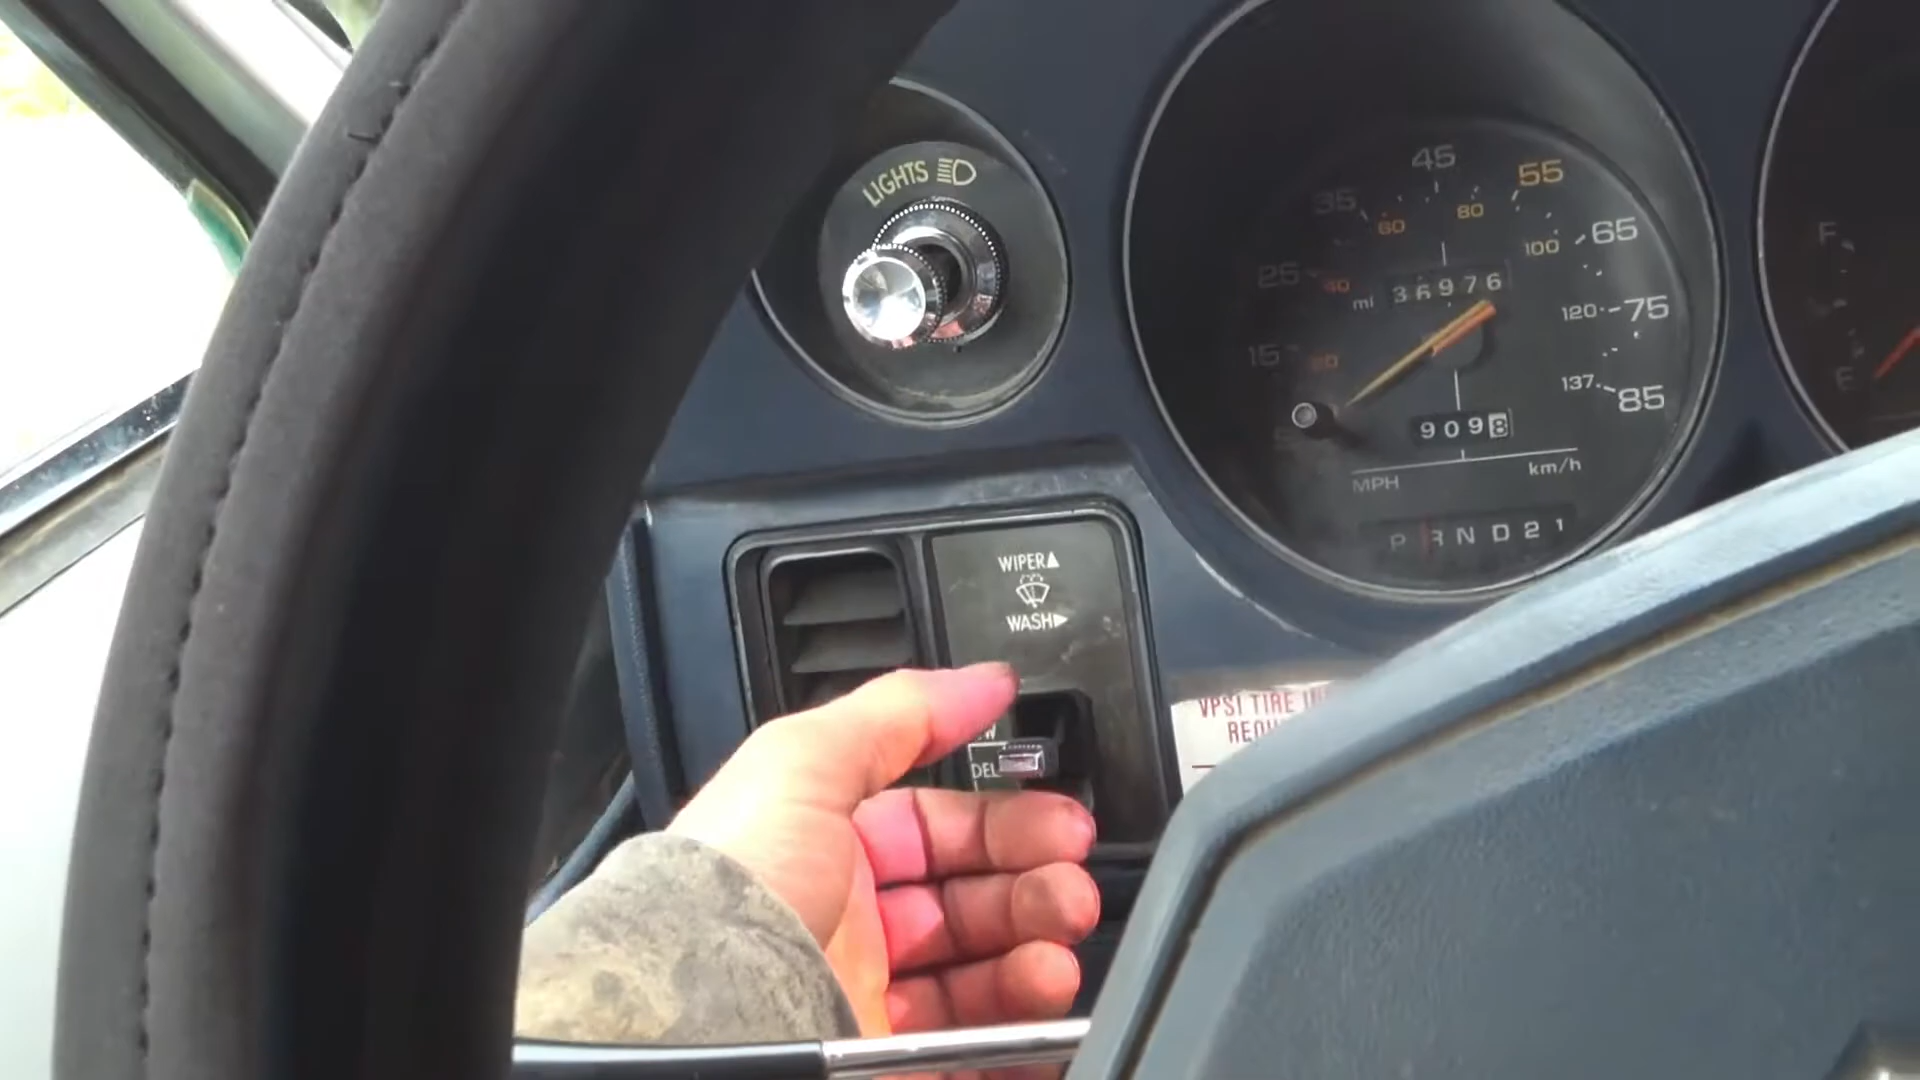 LIGHTS
45
35
55
60
80
65
25
100
40
mi 36976
120
75
15
20
137
85
9098
km/h
MPH
P R N D 2 1
F
E
WIPER▲
WASH▶
DEL
VPSI TIRE